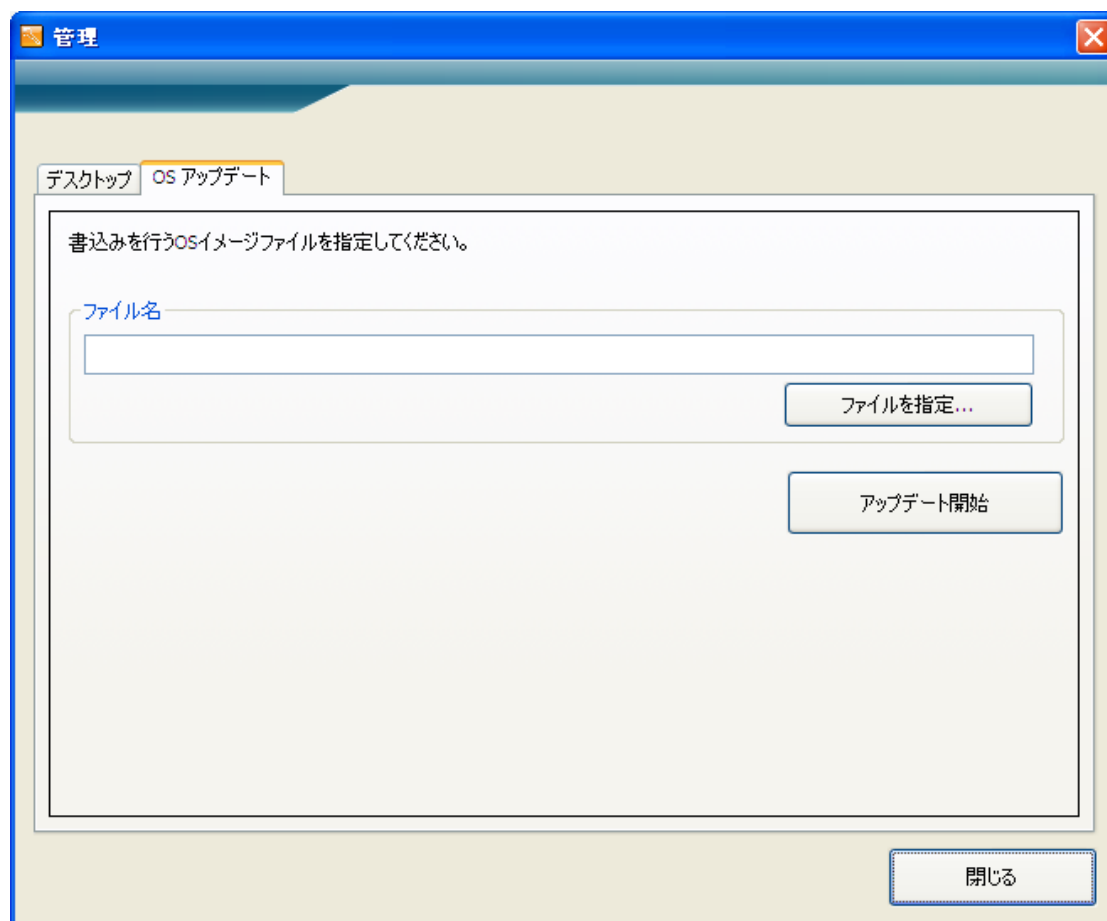 管理
デスクトップ
OS アップデート
書込みを行うOSイメージファイルを指定してください。
ファイル名
ファイルを指定...
アップデート開始
閉じる